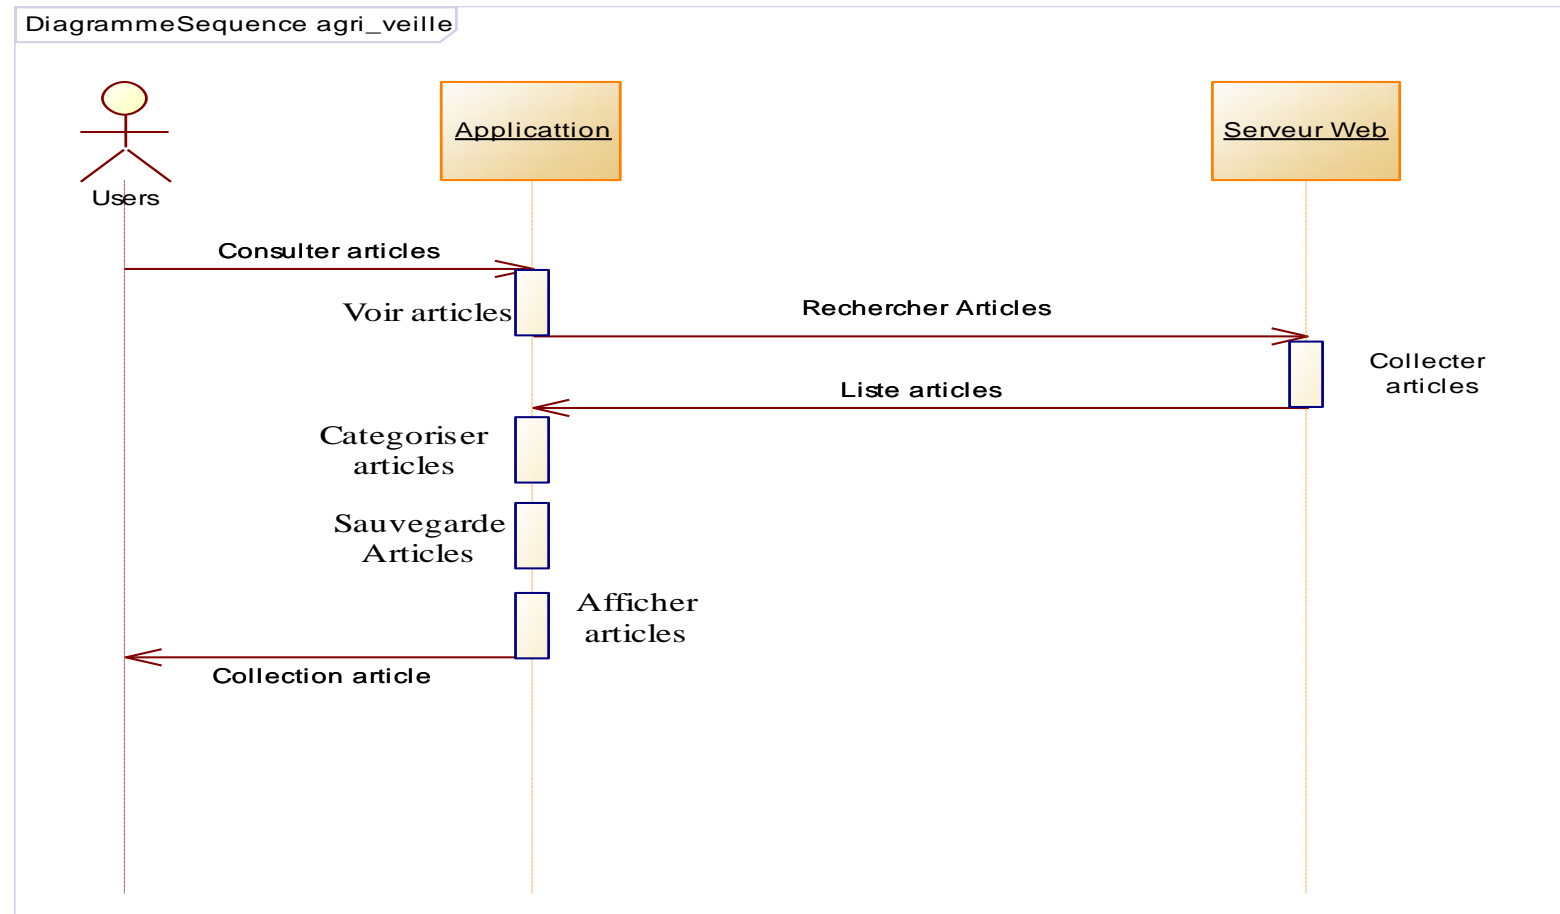 DiagrammeSequence agri_veille
Applicattion
Serveur Web
Users
Consulter articles
Voir articles
Rechercher Articles
Collecter
articles
Liste articles
Categoriser
articles
Sauvegarde
Articles
Afficher
articles
Collection article